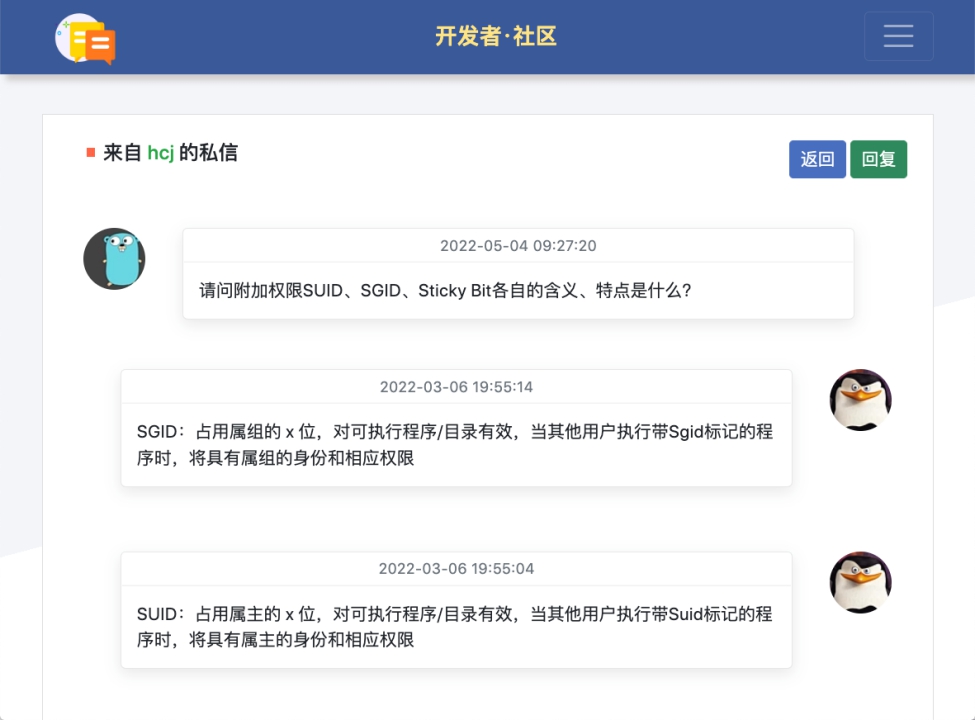 开发者·社区
来自 hcj 的私信
返回 回复
2022-05-04 09:27:20
请问附加权限SUID、SGID、Sticky Bit各自的含义、特点是什么?
2022-03-06 19:55:14
SGID：占用属组的 x 位，对可执行程序/目录有效，当其他用户执行带Sgid标记的程
序时，将具有属组的身份和相应权限
2022-03-06 19:55:04
SUID：占用属主的 x 位，对可执行程序/目录有效，当其他用户执行带Suid标记的程
序时，将具有属主的身份和相应权限